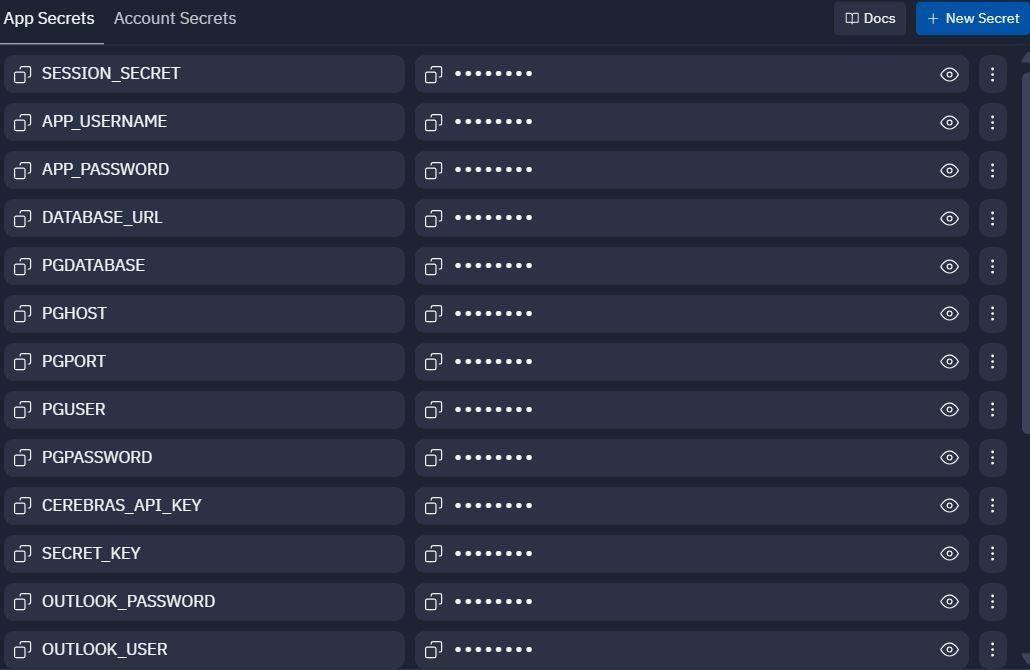 App Secrets Account Secrets Docs New Secret
SESSION_SECRET ••••••••
APP_USERNAME ••••••••
APP_PASSWORD ••••••••
DATABASE_URL ••••••••
PGDATABASE ••••••••
PGHOST ••••••••
PGPORT ••••••••
PGUSER ••••••••
PGPASSWORD ••••••••
CEREBRAS_API_KEY ••••••••
SECRET_KEY ••••••••
OUTLOOK_PASSWORD ••••••••
OUTLOOK_USER ••••••••